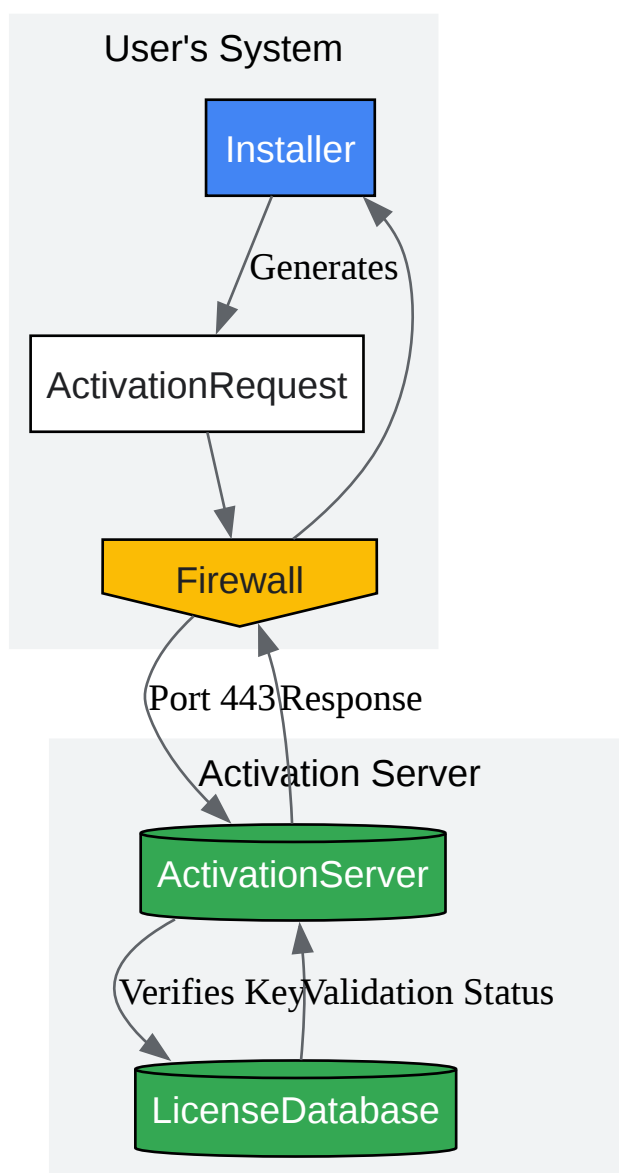 User's System
Installer
Generates
ActivationRequest
Firewall
Port 443
Response
Activation Server
ActivationServer
Verifies Key
Validation Status
LicenseDatabase